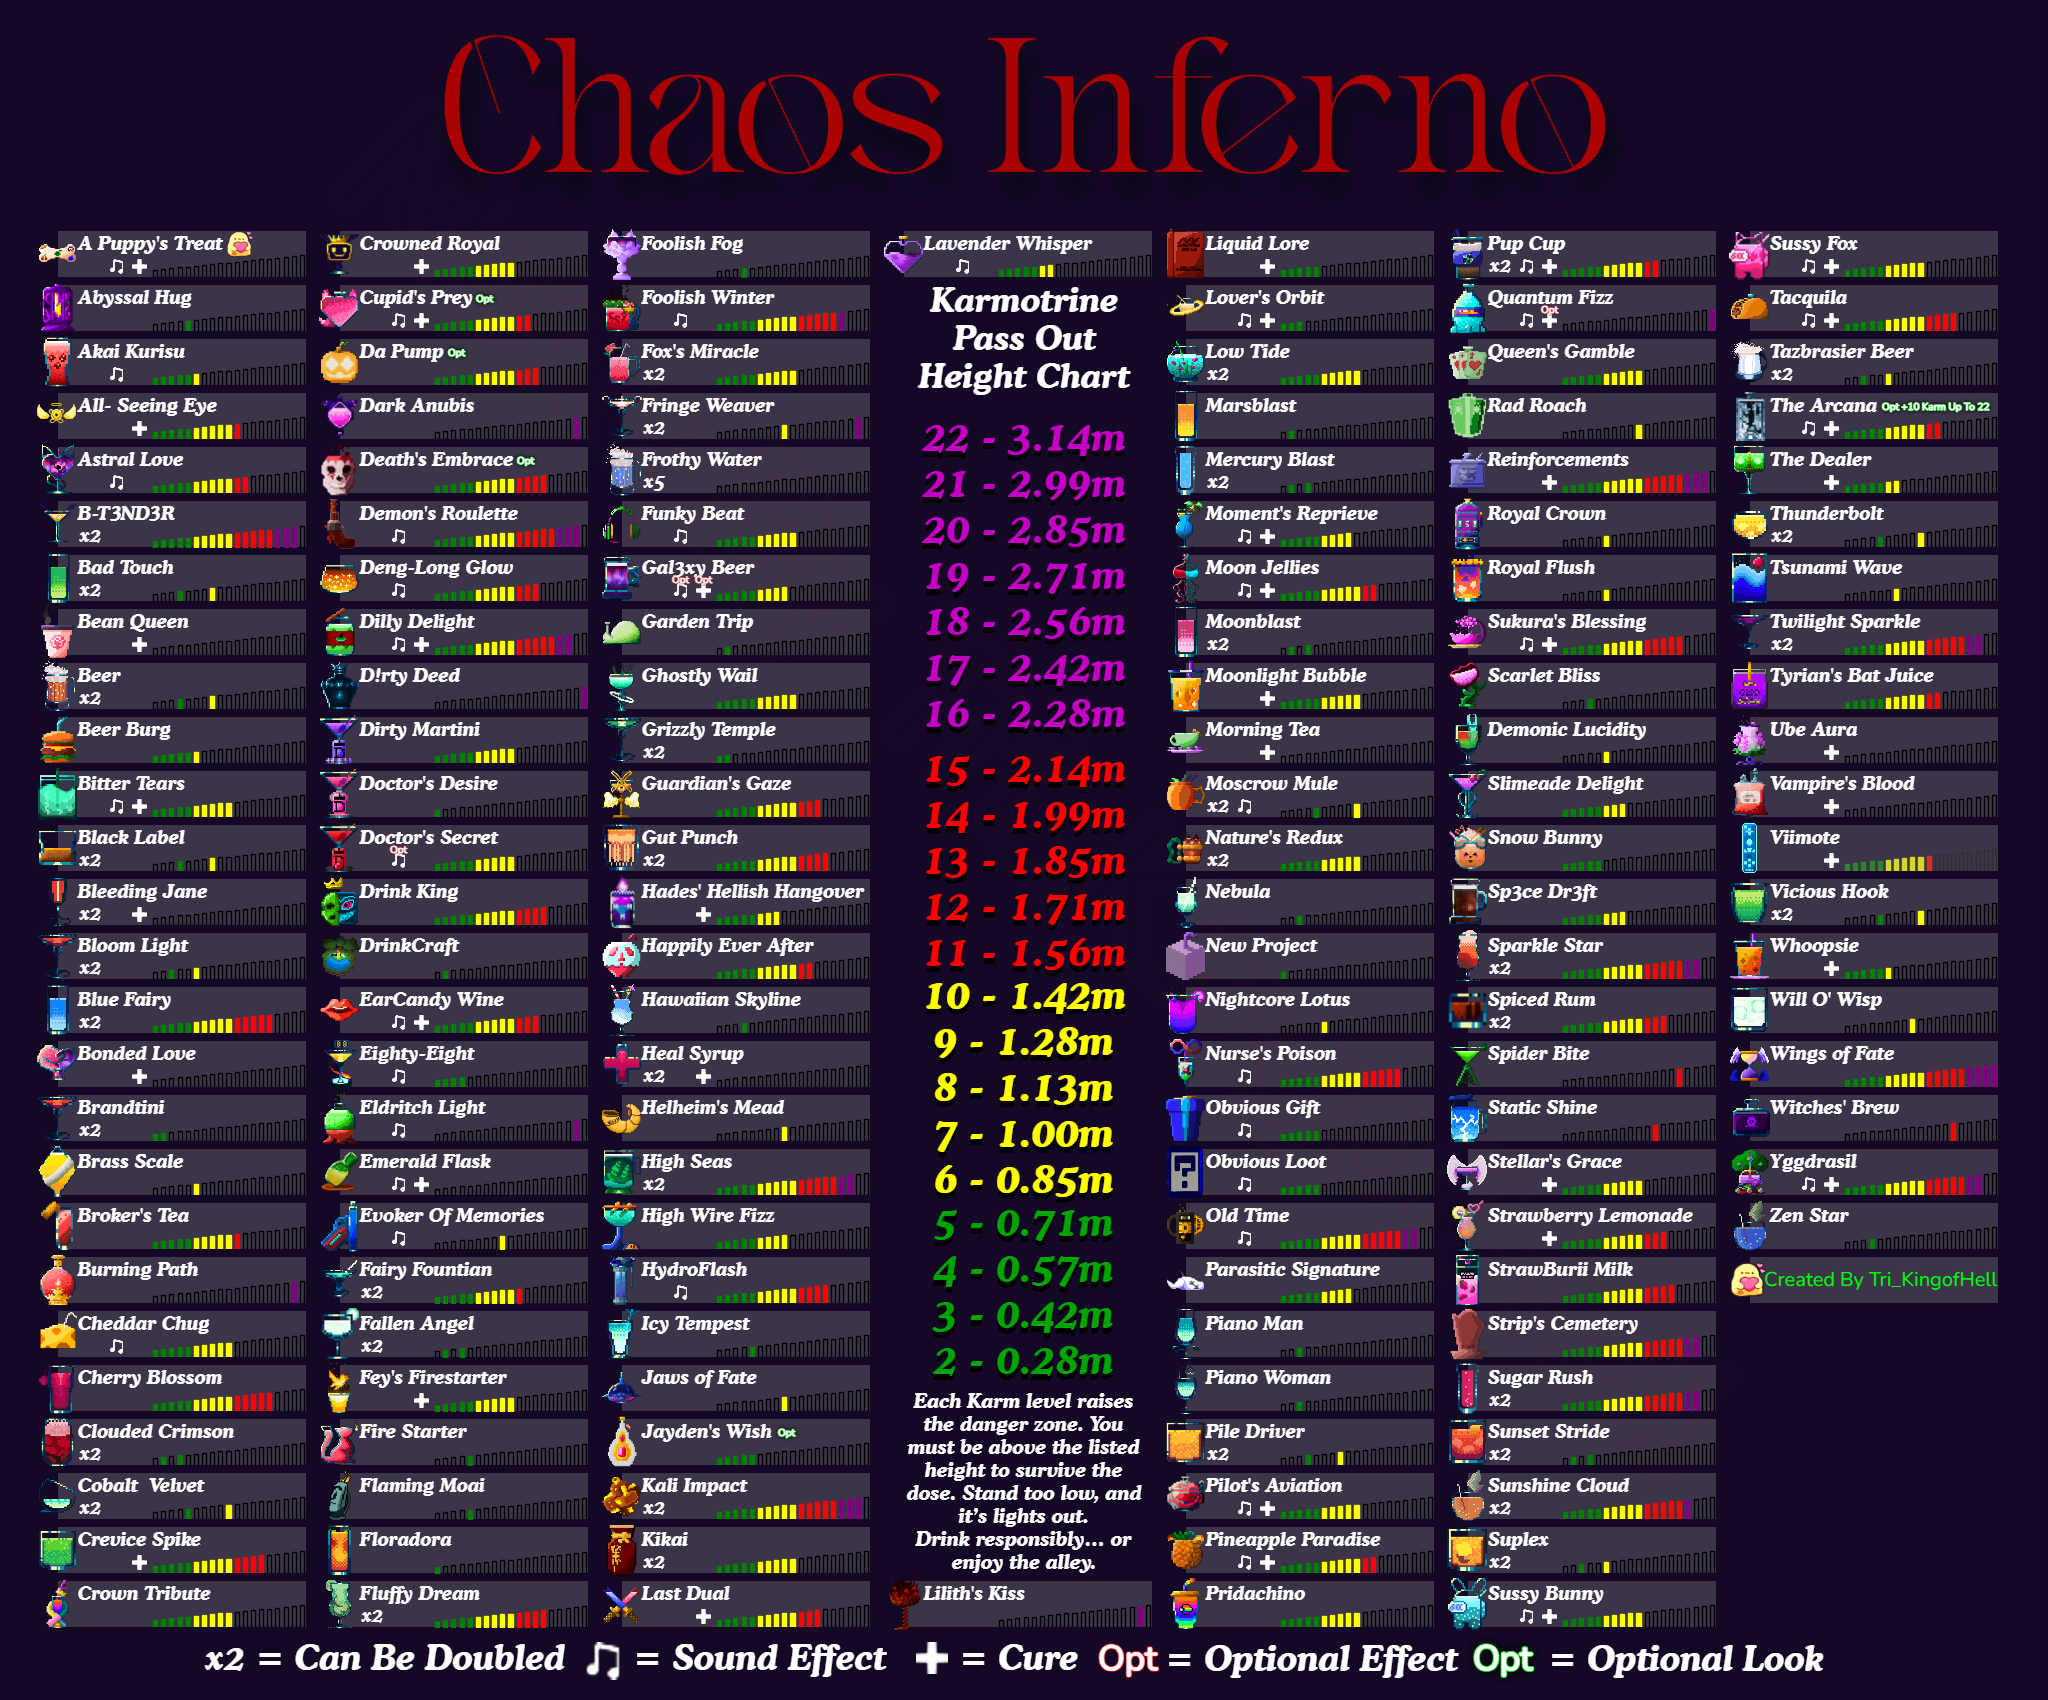 Chaos Inferno
A Puppy's Treat
Abyssal Hug
Akai Kurisu
All- Seeing Eye
Astral Love
B-T3ND3R
x2
Bad Touch
x2
Bean Queen
Beer
x2
Beer Burg
Bitter Tears
Black Label
x2
Bleeding Jane
x2
Bloom Light
x2
Blue Fairy
x2
Bonded Love
Brandtini
x2
Brass Scale
Broker's Tea
Burning Path
Cheddar Chug
Cherry Blossom
Clouded Crimson
x2
Cobalt Velvet
x2
Crevice Spike
Crown Tribute
Crowned Royal
Cupid's Prey Opt
Da Pump Opt
Dark Anubis
Death's Embrace Opt
Demon's Roulette
Deng-Long Glow
Dilly Delight
D!rty Deed
Dirty Martini
Doctor's Desire
Doctor's Secret
Opt
Drink King
DrinkCraft
EarCandy Wine
Eighty-Eight
Eldritch Light
Emerald Flask
Evoker Of Memories
Fairy Fountian
x2
Fallen Angel
x2
Fey's Firestarter
Fire Starter
Flaming Moai
Floradora
Fluffy Dream
x2
Foolish Fog
Foolish Winter
Fox's Miracle
x2
Fringe Weaver
x2
Frothy Water
x5
Funky Beat
Gal3xy Beer
Opt Opt
Garden Trip
Ghostly Wail
Grizzly Temple
x2
Guardian's Gaze
Gut Punch
x2
Hades' Hellish Hangover
Happily Ever After
Hawaiian Skyline
Heal Syrup
x2
Helheim's Mead
High Seas
x2
High Wire Fizz
HydroFlash
Icy Tempest
Jaws of Fate
Jayden's Wish Opt
Kali Impact
x2
Kikai
x2
Last Dual
Lavender Whisper
Karmotrine
Pass Out
Height Chart
22 - 3.14m
21 - 2.99m
20 - 2.85m
19 - 2.71m
18 - 2.56m
17 - 2.42m
16 - 2.28m
15 - 2.14m
14 - 1.99m
13 - 1.85m
12 - 1.71m
11 - 1.56m
10 - 1.42m
9 - 1.28m
8 - 1.13m
7 - 1.00m
6 - 0.85m
5 - 0.71m
4 - 0.57m
3 - 0.42m
2 - 0.28m
Each Karm level raises
the danger zone. You
must be above the listed
height to survive the
dose. Stand too low, and
it's lights out.
Drink responsibly... or
enjoy the alley.
Lilith's Kiss
Liquid Lore
Lover's Orbit
Low Tide
x2
Marsblast
Mercury Blast
x2
Moment's Reprieve
Moon Jellies
Moonblast
x2
Moonlight Bubble
Morning Tea
Moscrow Mule
x2
Nature's Redux
x2
Nebula
New Project
Nightcore Lotus
Nurse's Poison
Obvious Gift
Obvious Loot
Old Time
Parasitic Signature
Piano Man
Piano Woman
Pile Driver
x2
Pilot's Aviation
Pineapple Paradise
Pridachino
Pup Cup
x2
Quantum Fizz
Opt
Queen's Gamble
Rad Roach
Reinforcements
Royal Crown
Royal Flush
Sukura's Blessing
Scarlet Bliss
Demonic Lucidity
Slimeade Delight
Snow Bunny
Sp3ce Dr3ft
Sparkle Star
x2
Spiced Rum
x2
Spider Bite
Static Shine
Stellar's Grace
Strawberry Lemonade
StrawBurii Milk
Strip's Cemetery
Sugar Rush
x2
Sunset Stride
x2
Sunshine Cloud
x2
Suplex
x2
Sussy Bunny
Sussy Fox
Tacquila
Tazbrasier Beer
x2
The Arcana Opt +10 Karm Up To 22
The Dealer
Thunderbolt
x2
Tsunami Wave
Twilight Sparkle
x2
Tyrian's Bat Juice
Ube Aura
Vampire's Blood
Viimote
Vicious Hook
x2
Whoopsie
Will O' Wisp
Wings of Fate
Witches' Brew
Yggdrasil
Zen Star
Created By Tri_KingofHell
x2 = Can Be Doubled = Sound Effect = Cure Opt = Optional Effect Opt = Optional Look